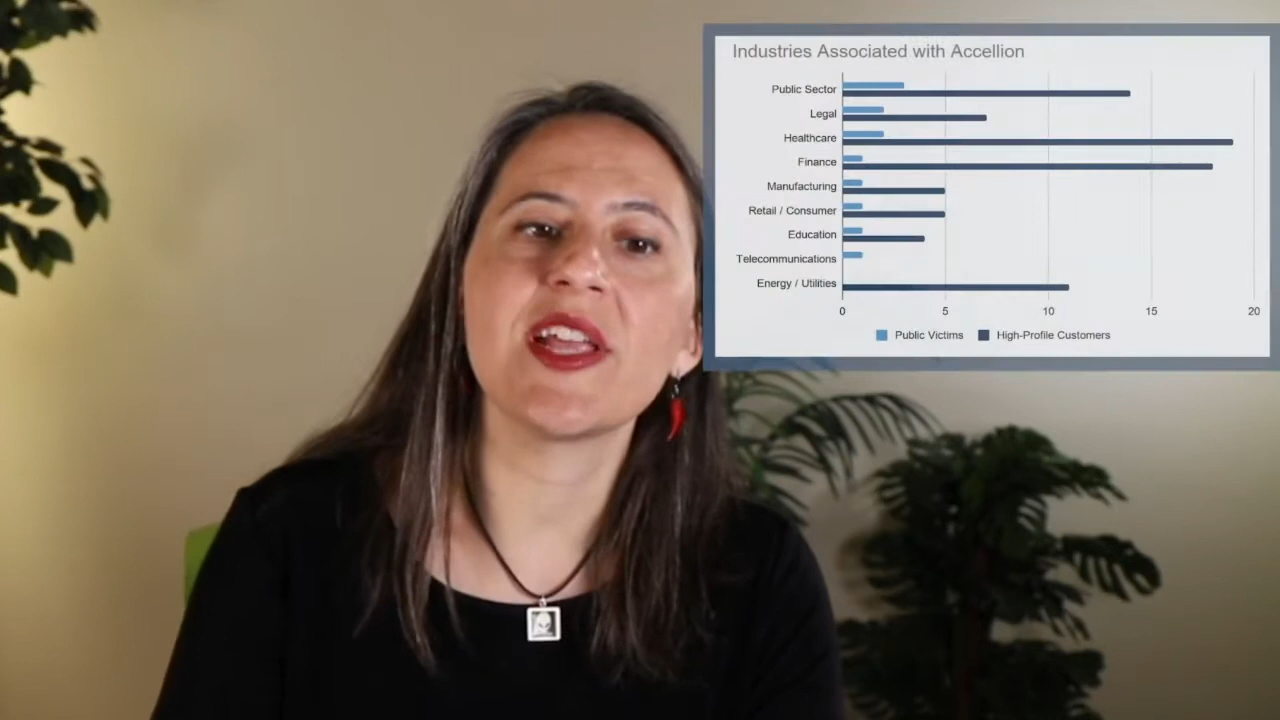 Industries Associated with Accellion
Public Sector
Legal
Healthcare
Finance
Manufacturing
Retail / Consumer
Education
Telecommunications
Energy / Utilities
0 5 10 15 20
Public Victims High-Profile Customers